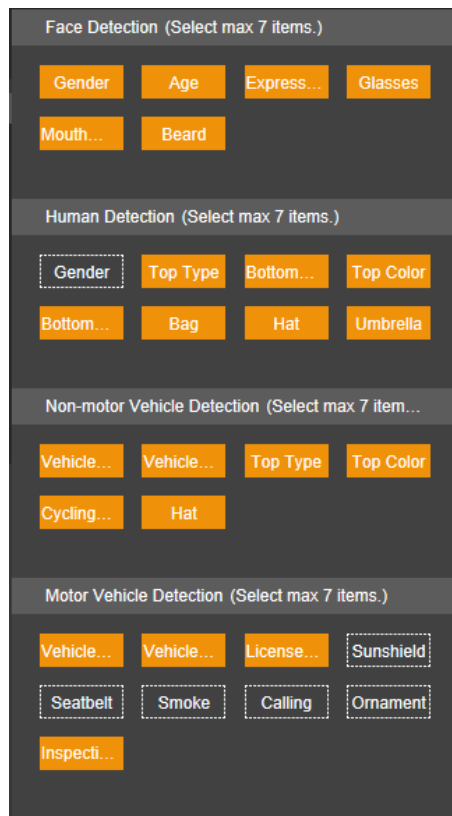 Face Detection (Select max 7 items.)
Gender Age Express... Glasses
Mouth... Beard
Human Detection (Select max 7 items.)
Gender Top Type Bottom... Top Color
Bottom... Bag Hat Umbrella
Non-motor Vehicle Detection (Select max 7 item...
Vehicle... Vehicle... Top Type Top Color
Cycling... Hat
Motor Vehicle Detection (Select max 7 items.)
Vehicle... Vehicle... License... Sunshield
Seatbelt Smoke Calling Ornament
Inspecti...